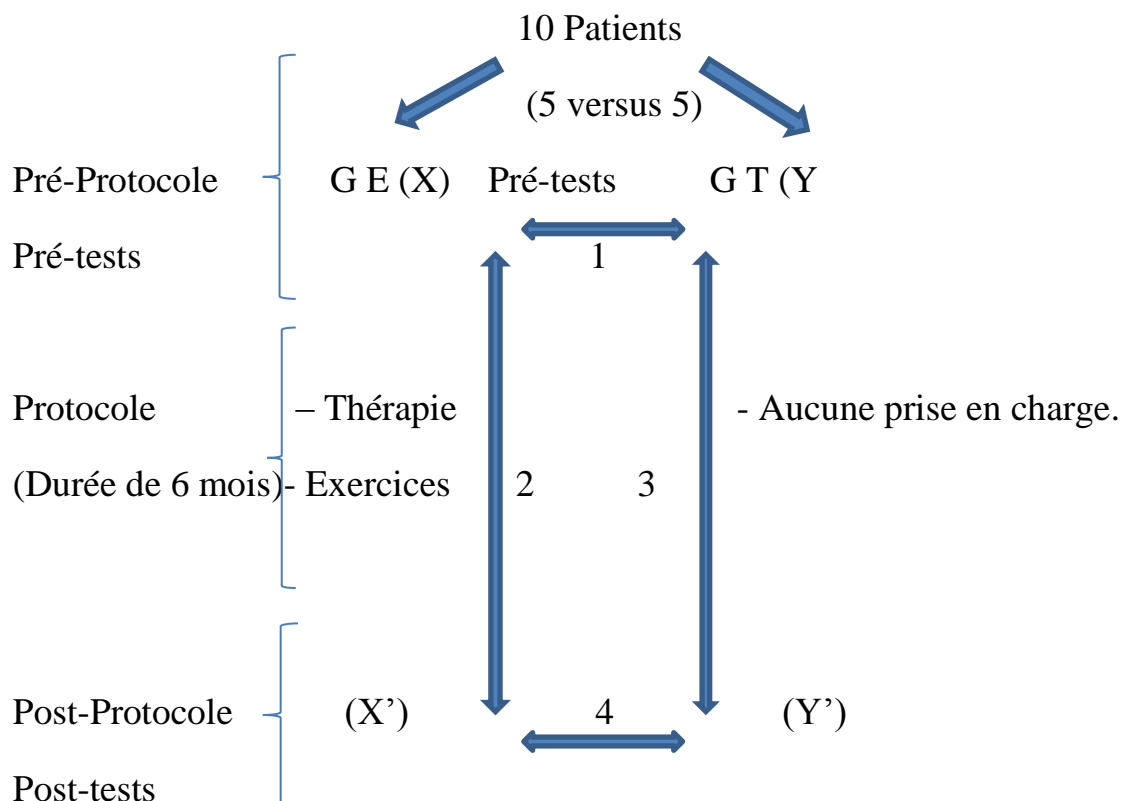 10 Patients
(5 versus 5)
Pré-Protocole G E (X) Pré-tests G T (Y
Pré-tests 1
Protocole – Thérapie - Aucune prise en charge.
(Durée de 6 mois)- Exercices 2 3
Post-Protocole (X’) 4 (Y’)
Post-tests